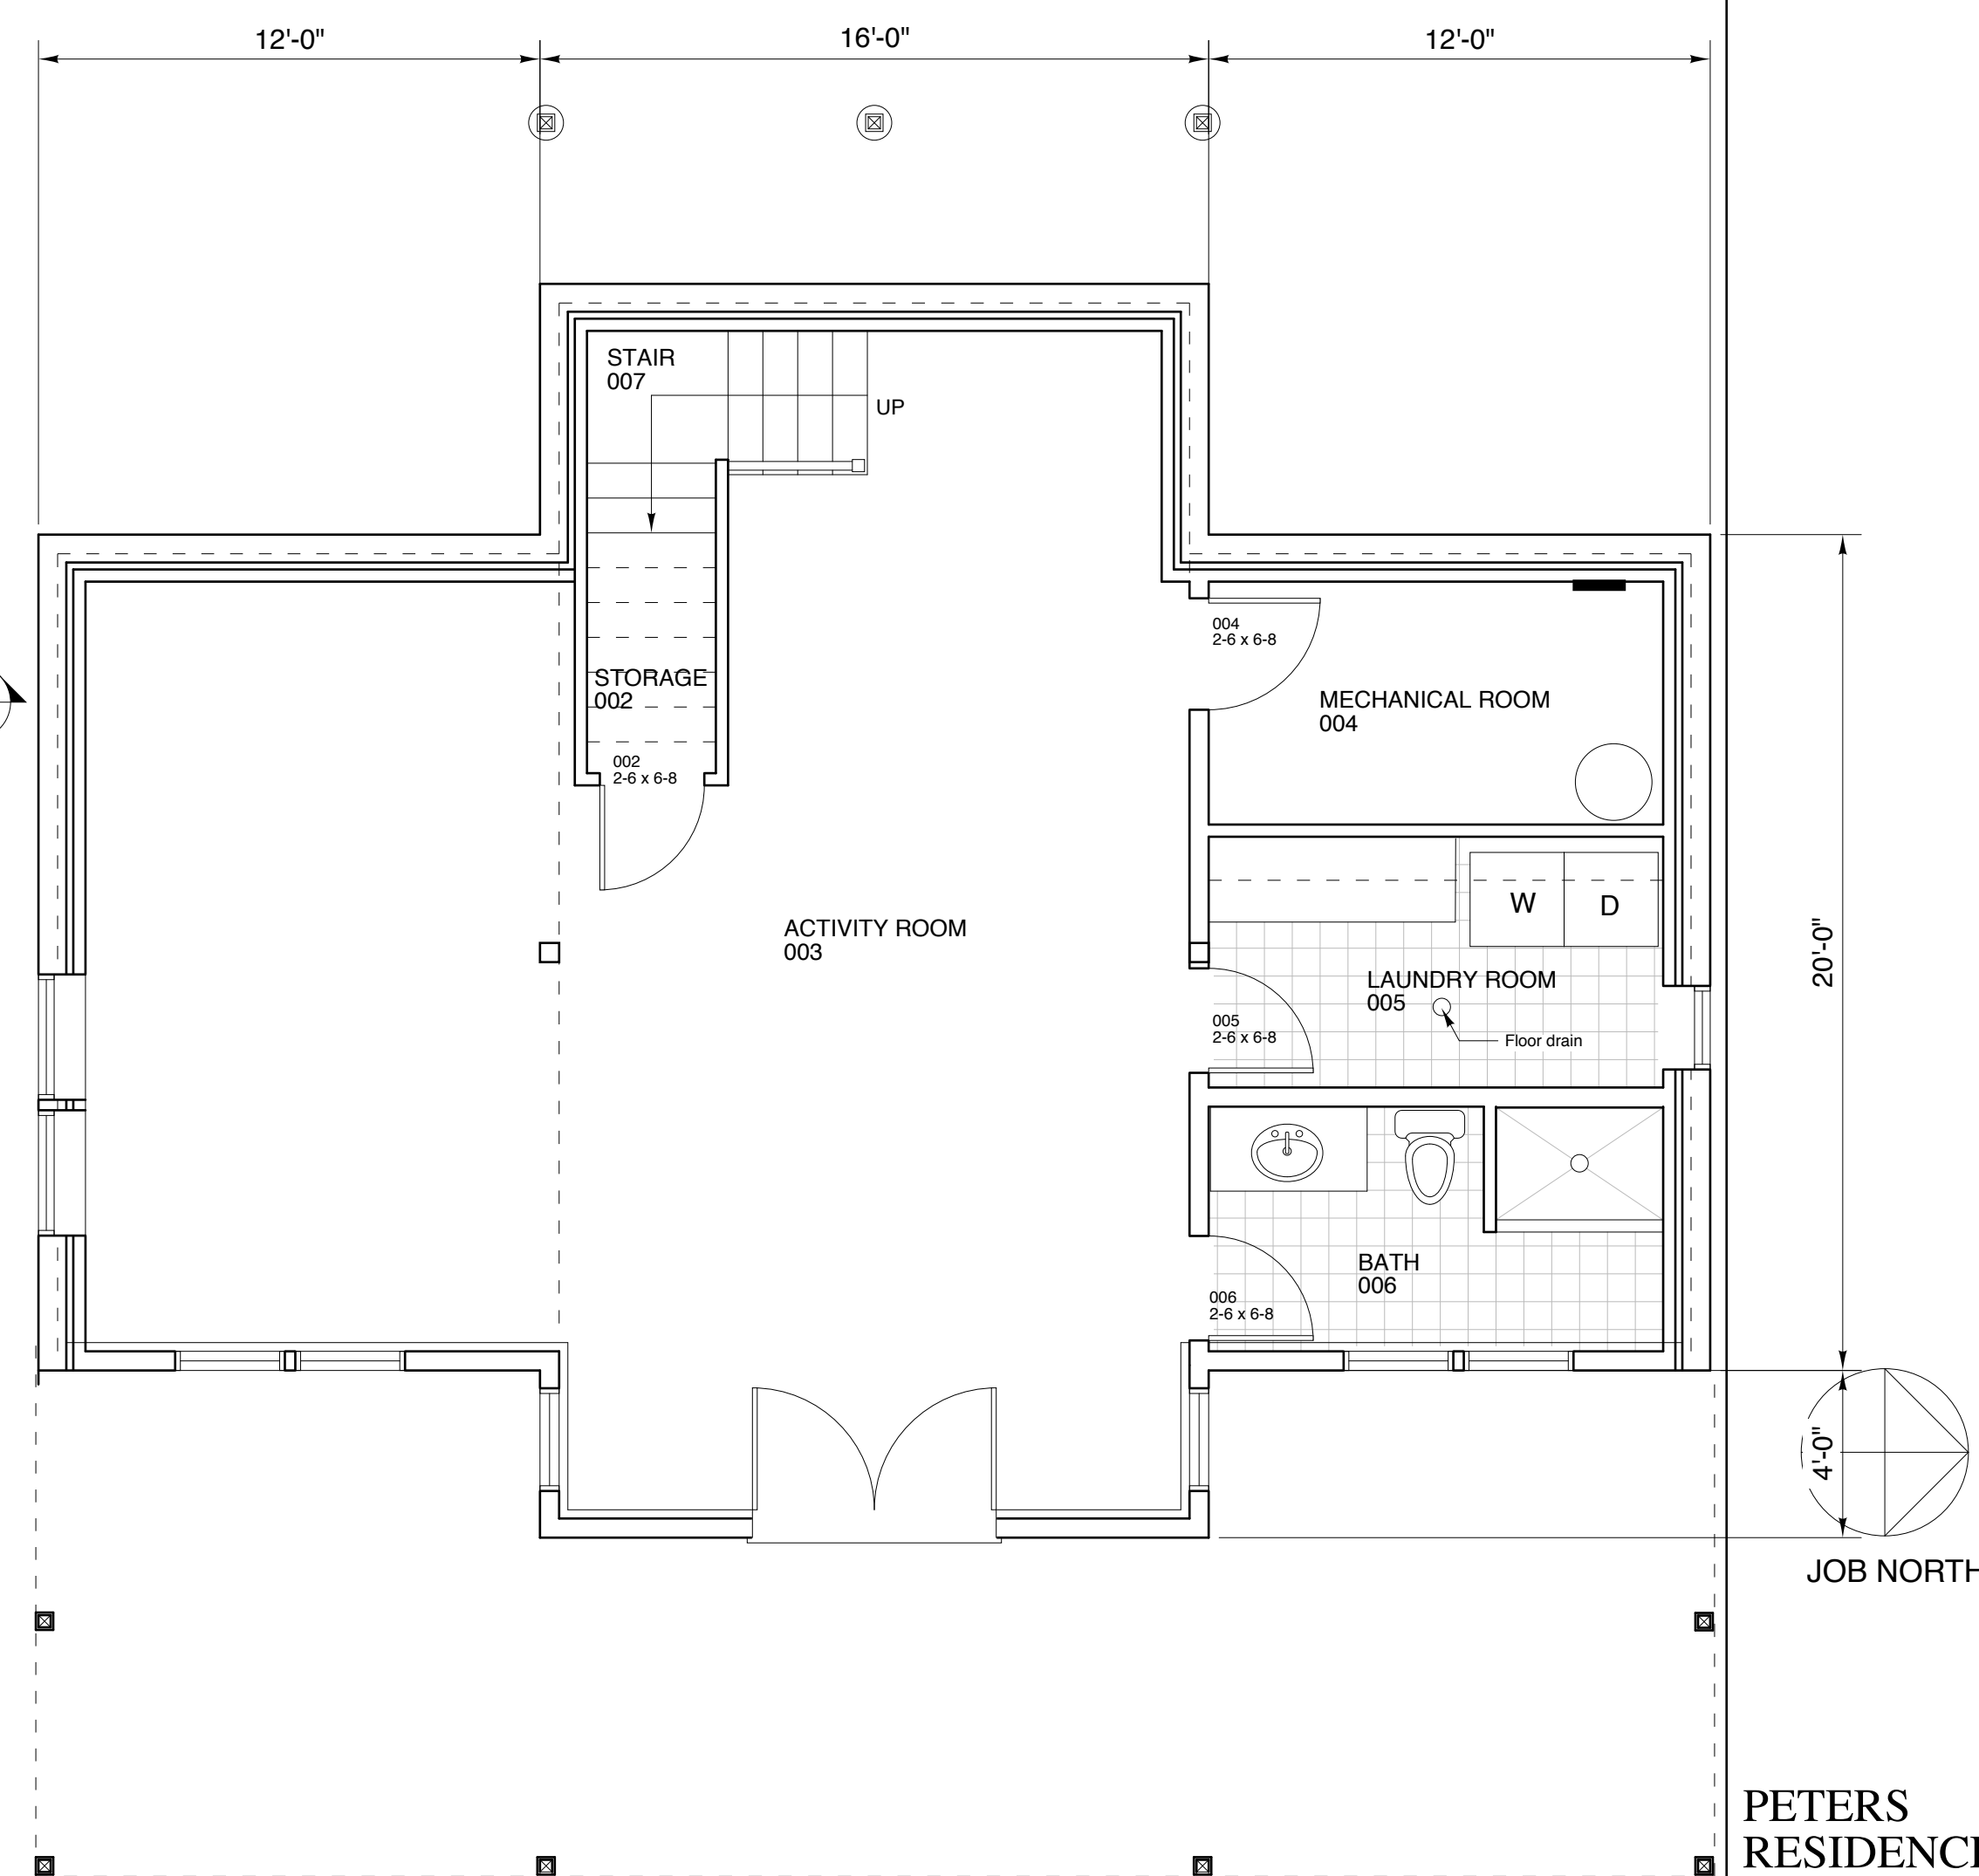 12'-0"
16'-0"
12'-0"
STAIR
007
UP
004
2-6 x 6-8
STORAGE
002
MECHANICAL ROOM
004
002
2-6 x 6-8
W
D
ACTIVITY ROOM
003
20'-0"
LAUNDRY ROOM
005
005
2-6 x 6-8
Floor drain
BATH
006
006
2-6 x 6-8
4'-0"
JOB NORTH
PETERS
RESIDENCE